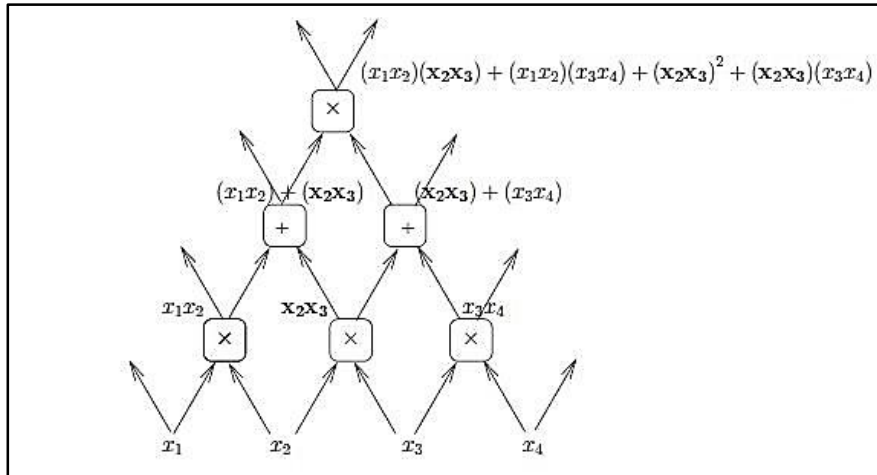 (x₁x₂)(𝐱₂𝐱₃) + (x₁x₂)(x₃x₄) + (𝐱₂𝐱₃)² + (𝐱₂𝐱₃)(x₃x₄)
×
(x₁x₂) + (𝐱₂𝐱₃) (𝐱₂𝐱₃) + (x₃x₄)
+ +
x₁x₂ 𝐱₂𝐱₃ x₃x₄
× × ×
x₁ x₂ x₃ x₄